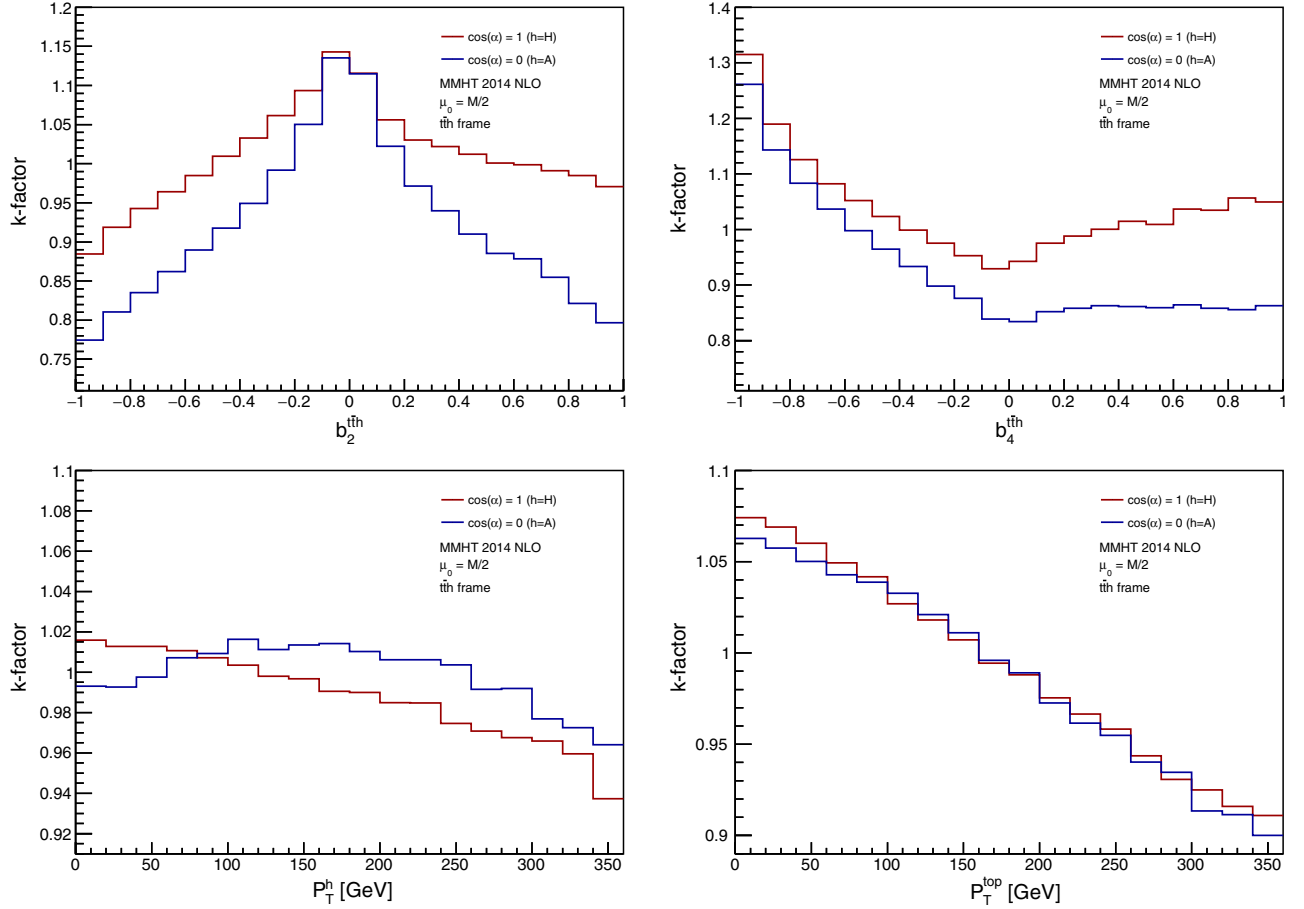 k-factor
1.2
1.15
1.1
1.05
1
0.95
0.9
0.85
0.8
0.75
cos(α) = 1 (h=H)
cos(α) = 0 (h=A)
MMHT 2014 NLO
μ₀ = M/2
tt̄h frame
−1 −0.8 −0.6 −0.4 −0.2 0 0.2 0.4 0.6 0.8 1
b₂^{tt̄h}
k-factor
1.4
1.3
1.2
1.1
1
0.9
0.8
cos(α) = 1 (h=H)
cos(α) = 0 (h=A)
MMHT 2014 NLO
μ₀ = M/2
tt̄h frame
−1 −0.8 −0.6 −0.4 −0.2 0 0.2 0.4 0.6 0.8 1
b₄^{tt̄h}
k-factor
1.1
1.08
1.06
1.04
1.02
1
0.98
0.96
0.94
0.92
cos(α) = 1 (h=H)
cos(α) = 0 (h=A)
MMHT 2014 NLO
μ₀ = M/2
tt̄h frame
0 50 100 150 200 250 300 350
P_T^h [GeV]
k-factor
1.1
1.05
1
0.95
0.9
cos(α) = 1 (h=H)
cos(α) = 0 (h=A)
MMHT 2014 NLO
μ₀ = M/2
tt̄h frame
0 50 100 150 200 250 300 350
P_T^{top} [GeV]